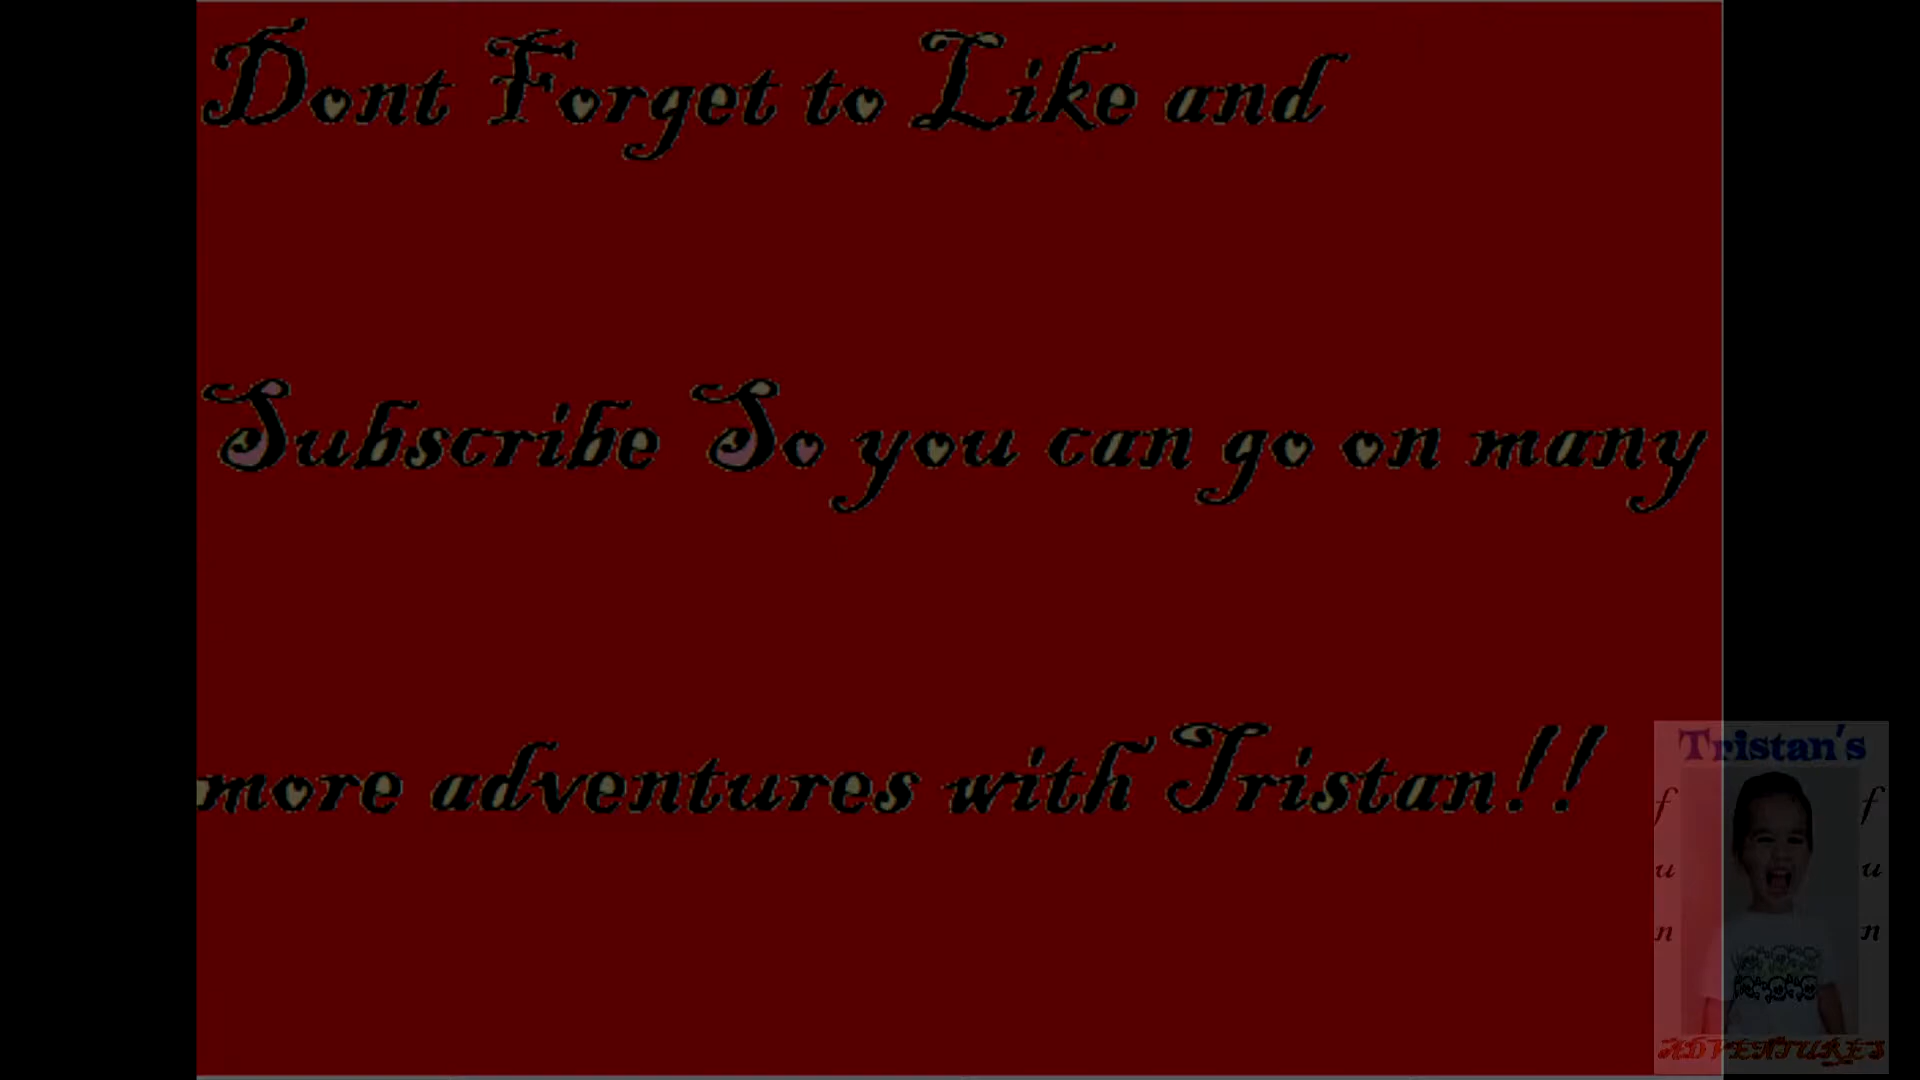 Dont Forget to Like and
Subscribe So you can go on many
more adventures with Tristan!!
Tristan's
f
u
n
f
u
n
ADVENTURES